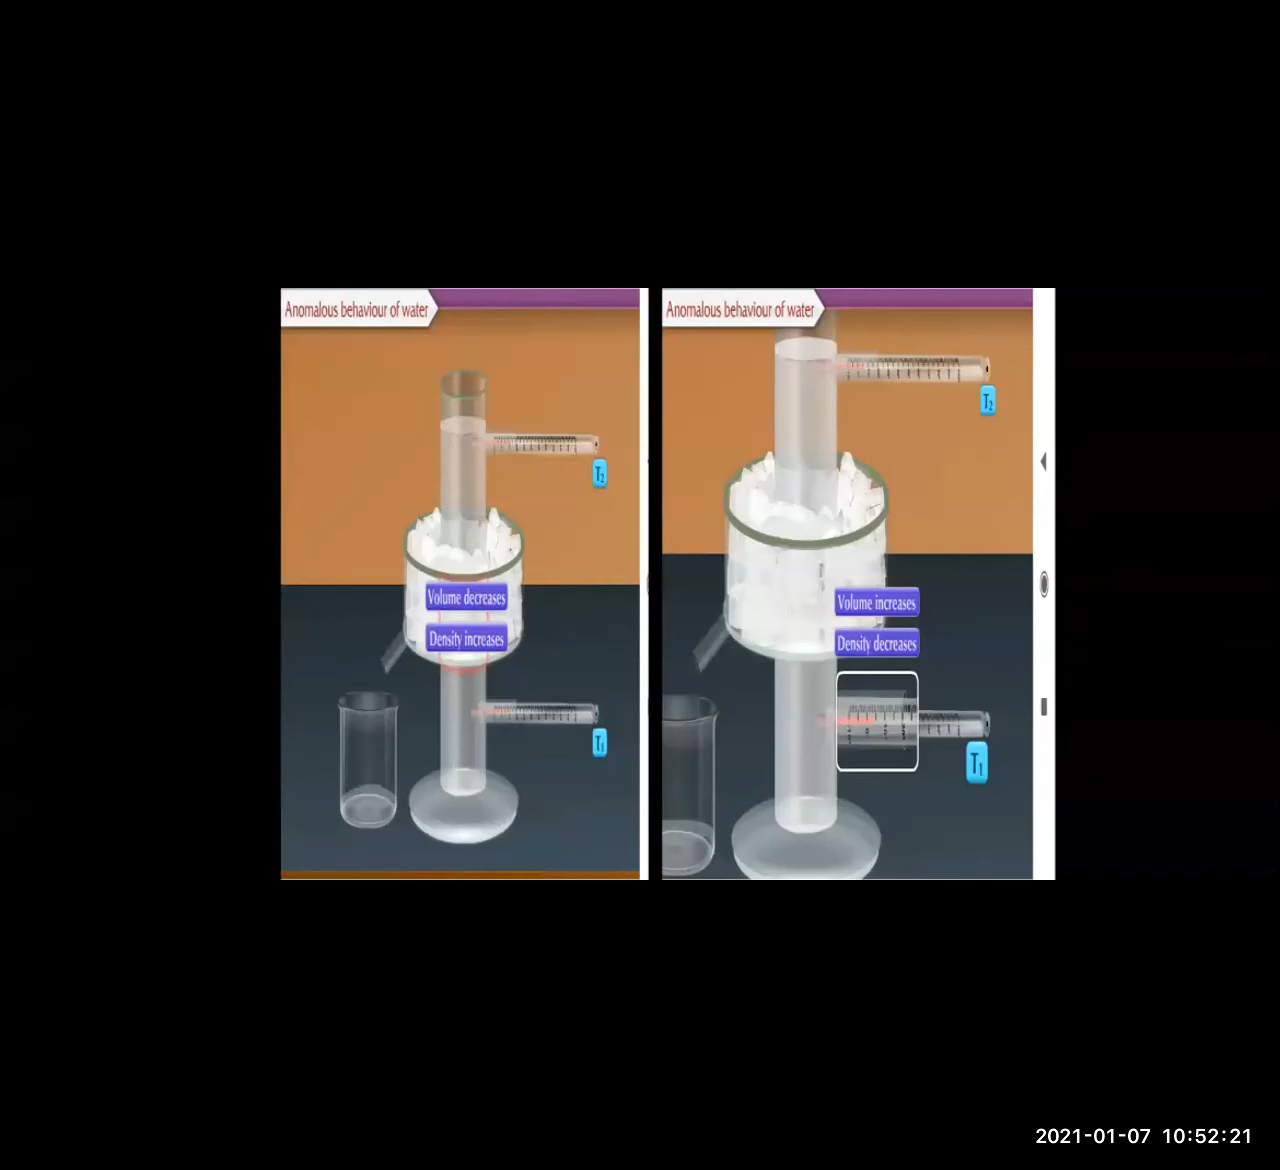 Anomalous behaviour of water
T₂
Volume decreases
Density increases
T₁
Anomalous behaviour of water
T₂
Volume increases
Density decreases
T₁
2021-01-07 10:52:21